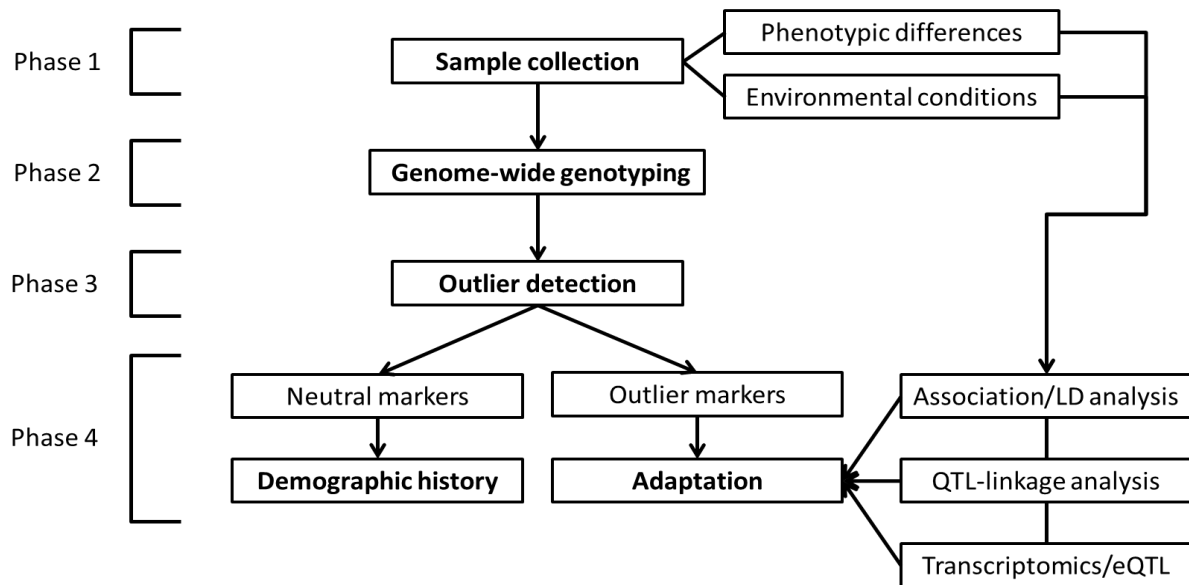 Phase 1
Sample collection
Phenotypic differences
Environmental conditions
Phase 2
Genome-wide genotyping
Phase 3
Outlier detection
Phase 4
Neutral markers
Outlier markers
Association/LD analysis
Demographic history
Adaptation
QTL-linkage analysis
Transcriptomics/eQTL